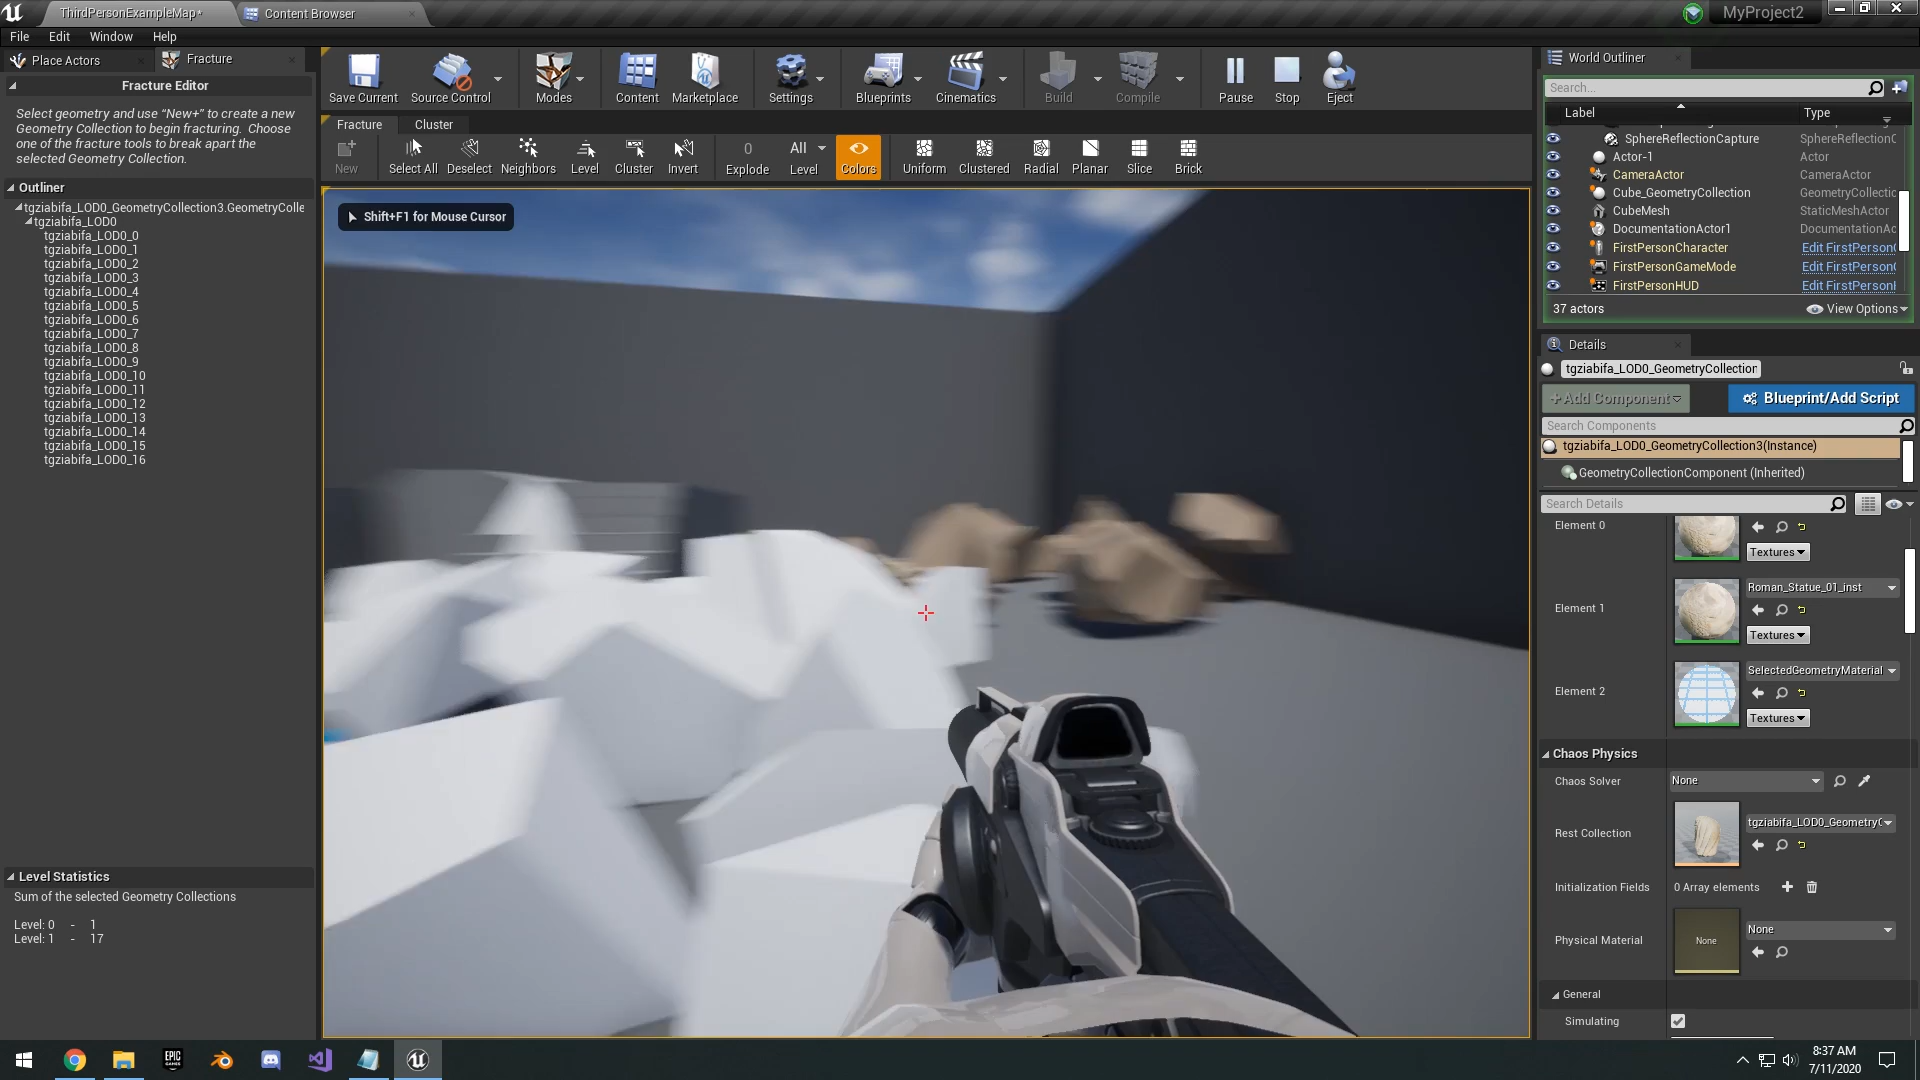 ThirdPersonExampleMap*
Content Browser
MyProject2
File Edit Window Help
Place Actors
Fracture
Fracture Editor
Select geometry and use “New+” to create a new
Geometry Collection to begin fracturing. Choose
one of the fracture tools to break apart the
selected Geometry Collection.
Outliner
tgziabifa_LOD0_GeometryCollection3.GeometryColle
tgziabifa_LOD0
tgziabifa_LOD0_0
tgziabifa_LOD0_1
tgziabifa_LOD0_2
tgziabifa_LOD0_3
tgziabifa_LOD0_4
tgziabifa_LOD0_5
tgziabifa_LOD0_6
tgziabifa_LOD0_7
tgziabifa_LOD0_8
tgziabifa_LOD0_9
tgziabifa_LOD0_10
tgziabifa_LOD0_11
tgziabifa_LOD0_12
tgziabifa_LOD0_13
tgziabifa_LOD0_14
tgziabifa_LOD0_15
tgziabifa_LOD0_16
Level Statistics
Sum of the selected Geometry Collections
Level: 0 - 1
Level: 1 - 17
Save Current
Source Control
Modes
Content
Marketplace
Settings
Blueprints
Cinematics
Build
Compile
Pause
Stop
Eject
Fracture
Cluster
New
Select All
Deselect
Neighbors
Level
Cluster
Invert
0
Explode
All
Level
Colors
Uniform
Clustered
Radial
Planar
Slice
Brick
Shift+F1 for Mouse Cursor
World Outliner
Search...
Label Type
SphereReflectionCapture SphereReflectionC
Actor-1 Actor
CameraActor CameraActor
Cube_GeometryCollection GeometryCollectic
CubeMesh StaticMeshActor
DocumentationActor1 DocumentationAc
FirstPersonCharacter Edit FirstPersonC
FirstPersonGameMode Edit FirstPersonG
FirstPersonHUD Edit FirstPersonH
37 actors
View Options
Details
tgziabifa_LOD0_GeometryCollection
+Add Component
Blueprint/Add Script
Search Components
tgziabifa_LOD0_GeometryCollection3(Instance)
GeometryCollectionComponent (Inherited)
Search Details
Element 0
Textures
Element 1
Roman_Statue_01_inst
Textures
Element 2
SelectedGeometryMaterial
Textures
Chaos Physics
Chaos Solver
None
Rest Collection
tgziabifa_LOD0_GeometryC
Initialization Fields
0 Array elements
Physical Material
None
None
General
Simulating
EPIC
GAMES
8:37 AM
7/11/2020